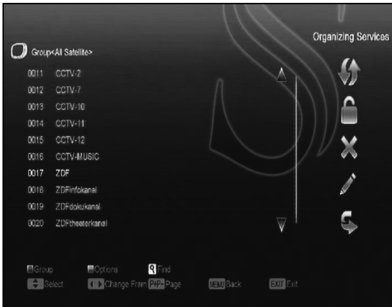 Organizing Services
Group<All Satellite>
0011 CCTV-2
0012 CCTV-7
0013 CCTV-10
0014 CCTV-11
0015 CCTV-12
0016 CCTV-MUSIC
0017 ZDF
0018 ZDFinfokanal
0019 ZDFdokukanal
0020 ZDFtheaterkanal
Group Options Find
Select Change From Page MENU Back EXIT Exit